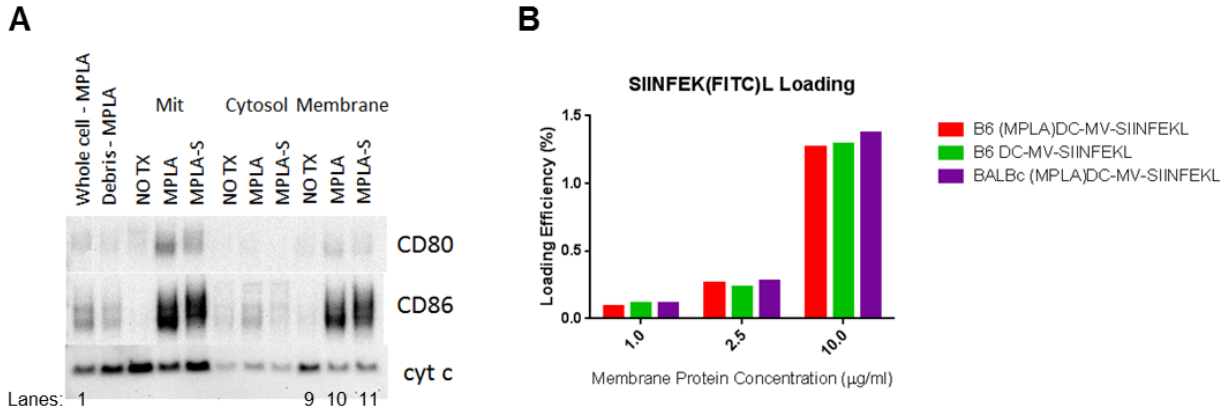 A
Whole cell - MPLA
Debris - MPLA
Mit
NO TX
MPLA
MPLA-S
Cytosol
NO TX
MPLA
MPLA-S
Membrane
NO TX
MPLA
MPLA-S
CD80
CD86
cyt c
Lanes: 1 9 10 11
B
SIINFEK(FITC)L Loading
Loading Efficiency (%)
1.5
1.0
0.5
0.0
1.0 2.5 10.0
Membrane Protein Concentration (µg/ml)
B6 (MPLA)DC-MV-SIINFEKL
B6 DC-MV-SIINFEKL
BALBc (MPLA)DC-MV-SIINFEKL